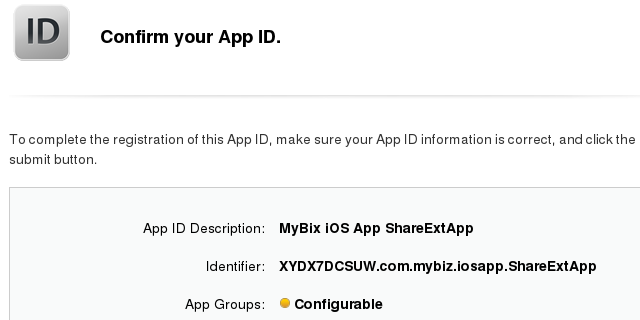 ID
Confirm your App ID.
To complete the registration of this App ID, make sure your App ID information is correct, and click the
submit button.
App ID Description: MyBix iOS App ShareExtApp
Identifier: XYDX7DCSUW.com.mybiz.iosapp.ShareExtApp
App Groups: Configurable